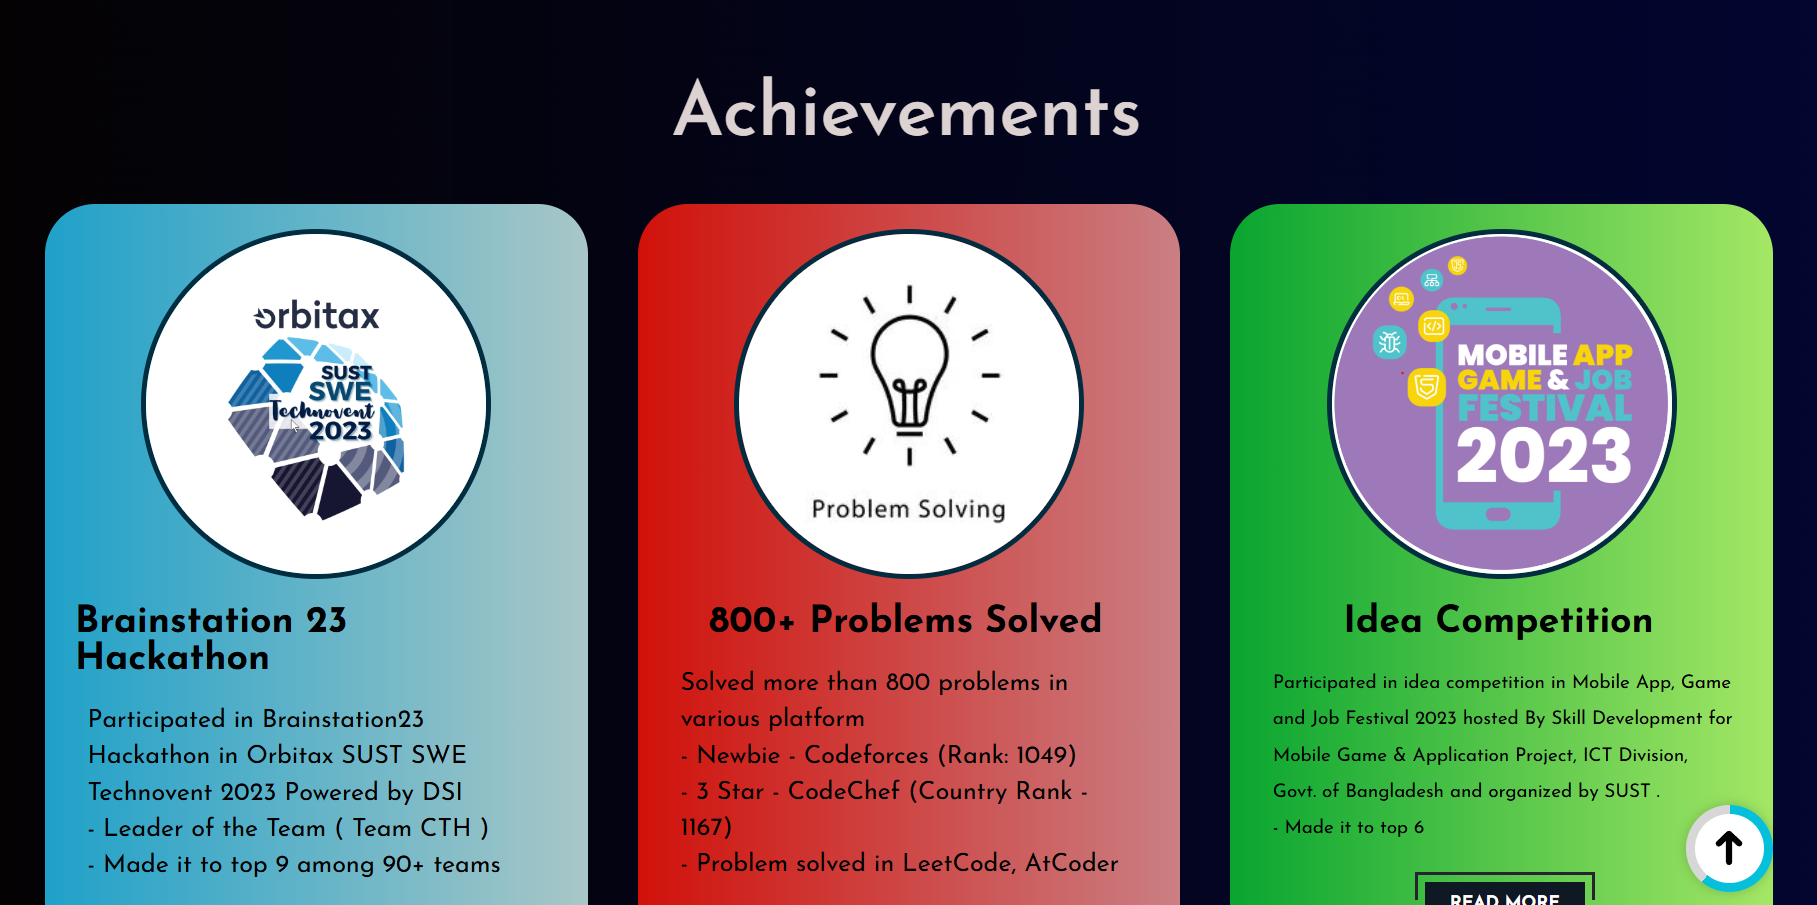 Achievements
orbitax
SUST
SWE
Technovent
2023
Brainstation 23
Hackathon
Participated in Brainstation23
Hackathon in Orbitax SUST SWE
Technovent 2023 Powered by DSI
- Leader of the Team ( Team CTH )
- Made it to top 9 among 90+ teams
Problem Solving
800+ Problems Solved
Solved more than 800 problems in
various platform
- Newbie - Codeforces (Rank: 1049)
- 3 Star - CodeChef (Country Rank -
1167)
- Problem solved in LeetCode, AtCoder
MOBILE APP
GAME & JOB
FESTIVAL
2023
Idea Competition
Participated in idea competition in Mobile App, Game
and Job Festival 2023 hosted By Skill Development for
Mobile Game & Application Project, ICT Division,
Govt. of Bangladesh and organized by SUST .
- Made it to top 6
READ MORE